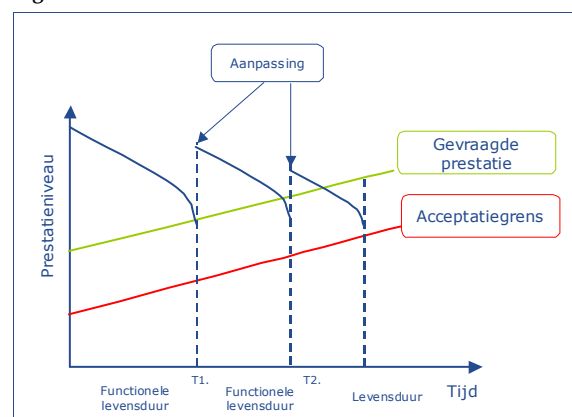 Aanpassing
Gevraagde
prestatie
Acceptatiegrens
Prestatieniveau
T1.
T2.
Functionele
levensduur
Functionele
levensduur
Levensduur
Tijd